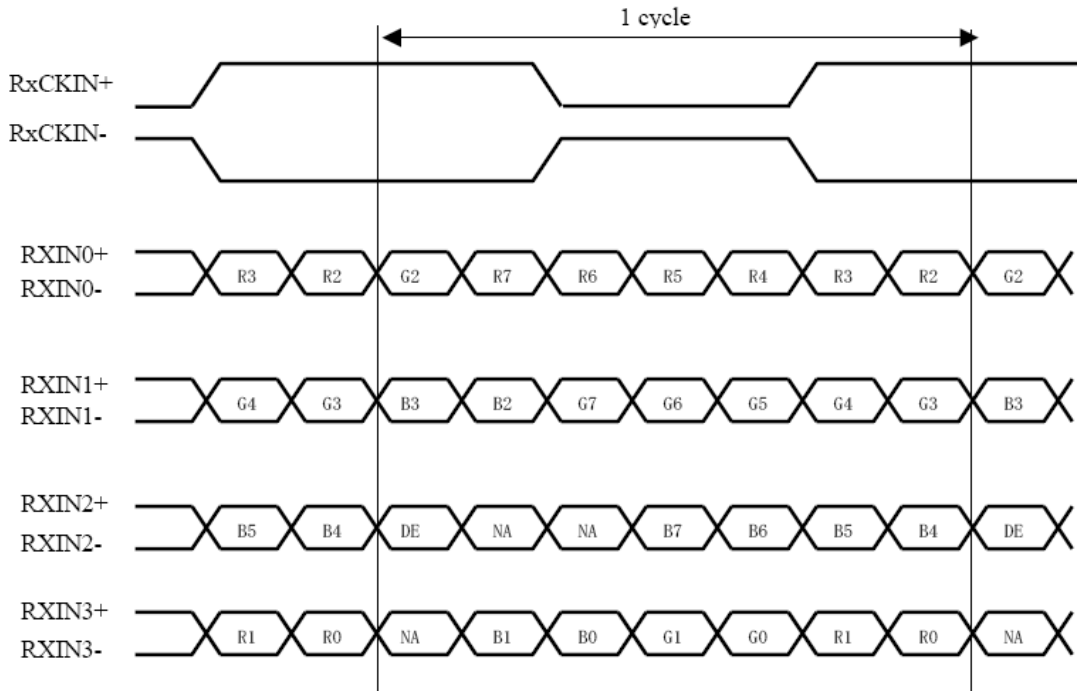 1 cycle
RxCKIN+
RxCKIN-
RXIN0+
R3 R2 G2 R7 R6 R5 R4 R3 R2 G2
RXIN0-
RXIN1+
G4 G3 B3 B2 G7 G6 G5 G4 G3 B3
RXIN1-
RXIN2+
B5 B4 DE NA NA B7 B6 B5 B4 DE
RXIN2-
RXIN3+
R1 R0 NA B1 B0 G1 G0 R1 R0 NA
RXIN3-